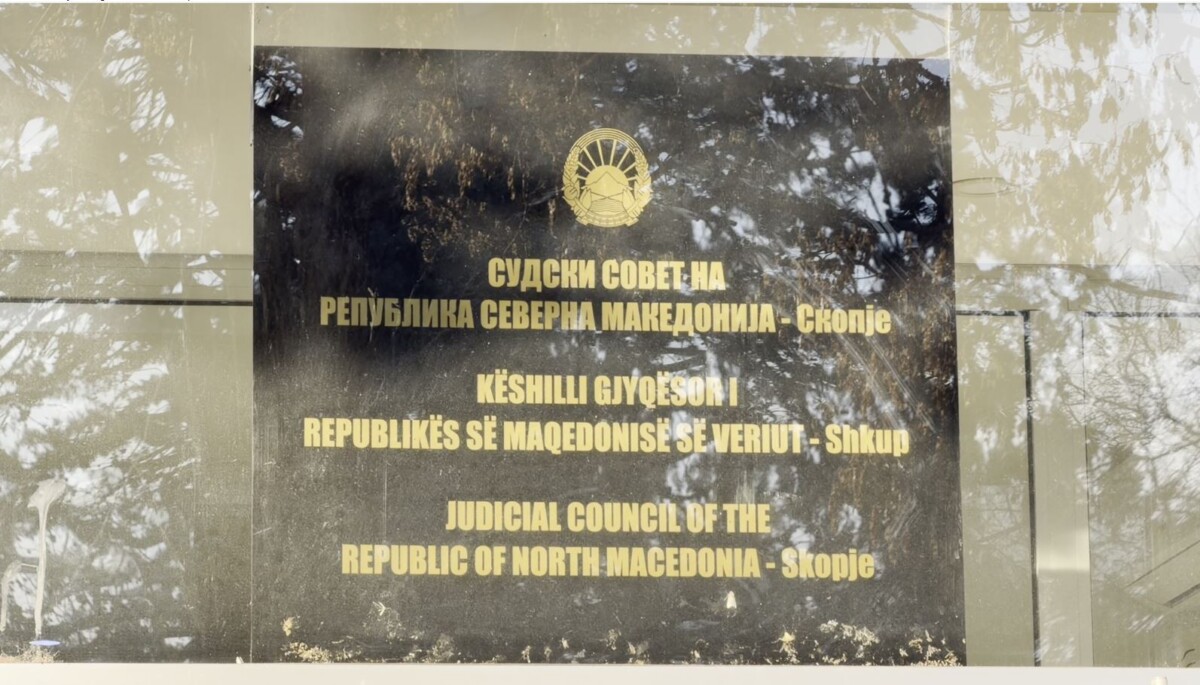 СУДСКИ СОВЕТ НА
РЕПУБЛИКА СЕВЕРНА МАКЕДОНИЈА - Скопје
KËSHILLI GJYQËSOR I
REPUBLIKËS SË MAQEDONISË SË VERIUT - Shkup
JUDICIAL COUNCIL OF THE
REPUBLIC OF NORTH MACEDONIA - Skopje